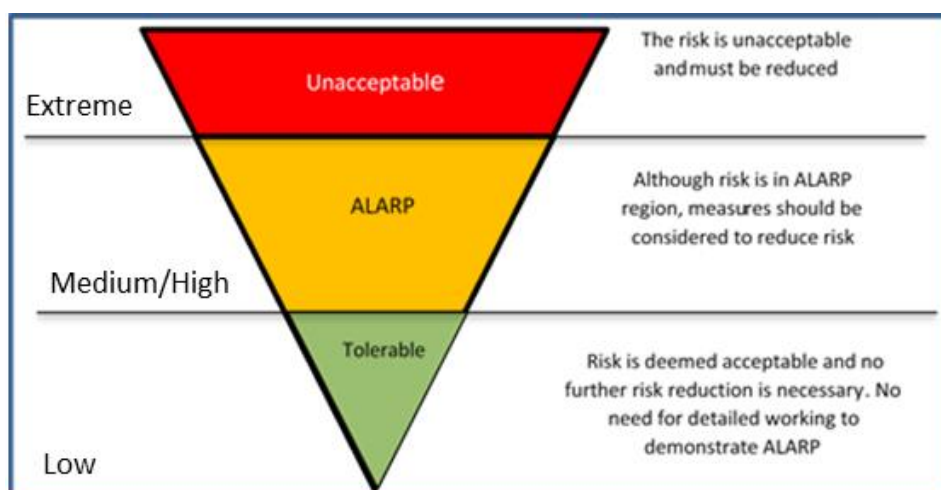 Unacceptable
The risk is unacceptable
and must be reduced
Extreme
ALARP
Although risk is in ALARP
region, measures should be
considered to reduce risk
Medium/High
Tolerable
Risk is deemed acceptable and no
further risk reduction is necessary. No
need for detailed working to
demonstrate ALARP
Low